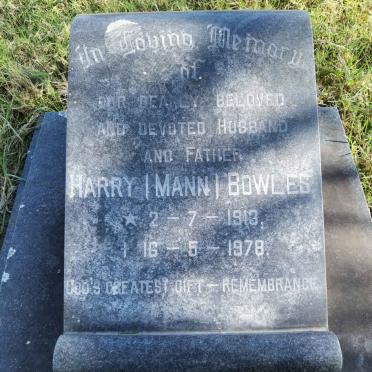 In Loving Memory
of
OUR DEARLY BELOVED
AND DEVOTED HUSBAND
AND FATHER
HARRY (MANN) BOWLES
* 2-7-1913.
† 16-5-1978.
GOD'S GREATEST GIFT – REMEMBRANCE